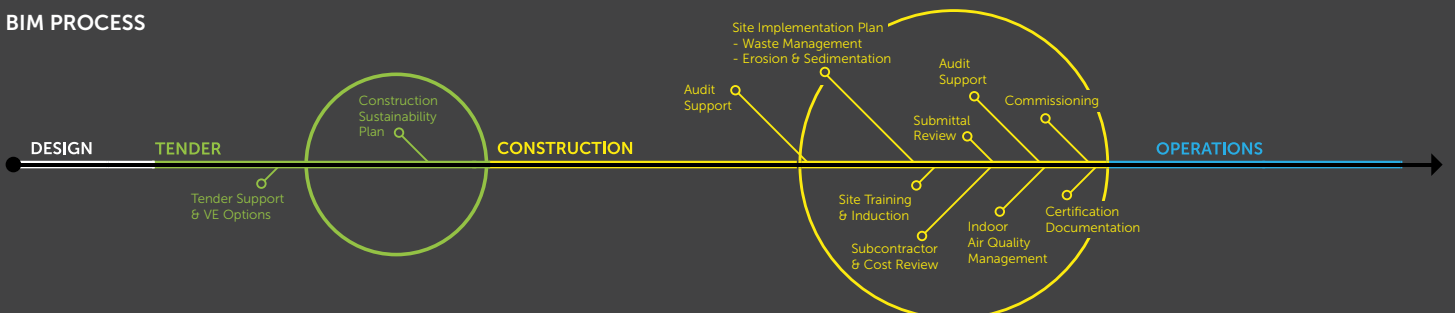 BIM PROCESS
DESIGN
TENDER
Tender Support
& VE Options
Construction
Sustainability
Plan
CONSTRUCTION
Audit
Support
Site Implementation Plan
- Waste Management
- Erosion & Sedimentation
Site Training
& Induction
Submittal
Review
Subcontractor
& Cost Review
Audit
Support
Indoor
Air Quality
Management
Commissioning
Certification
Documentation
OPERATIONS